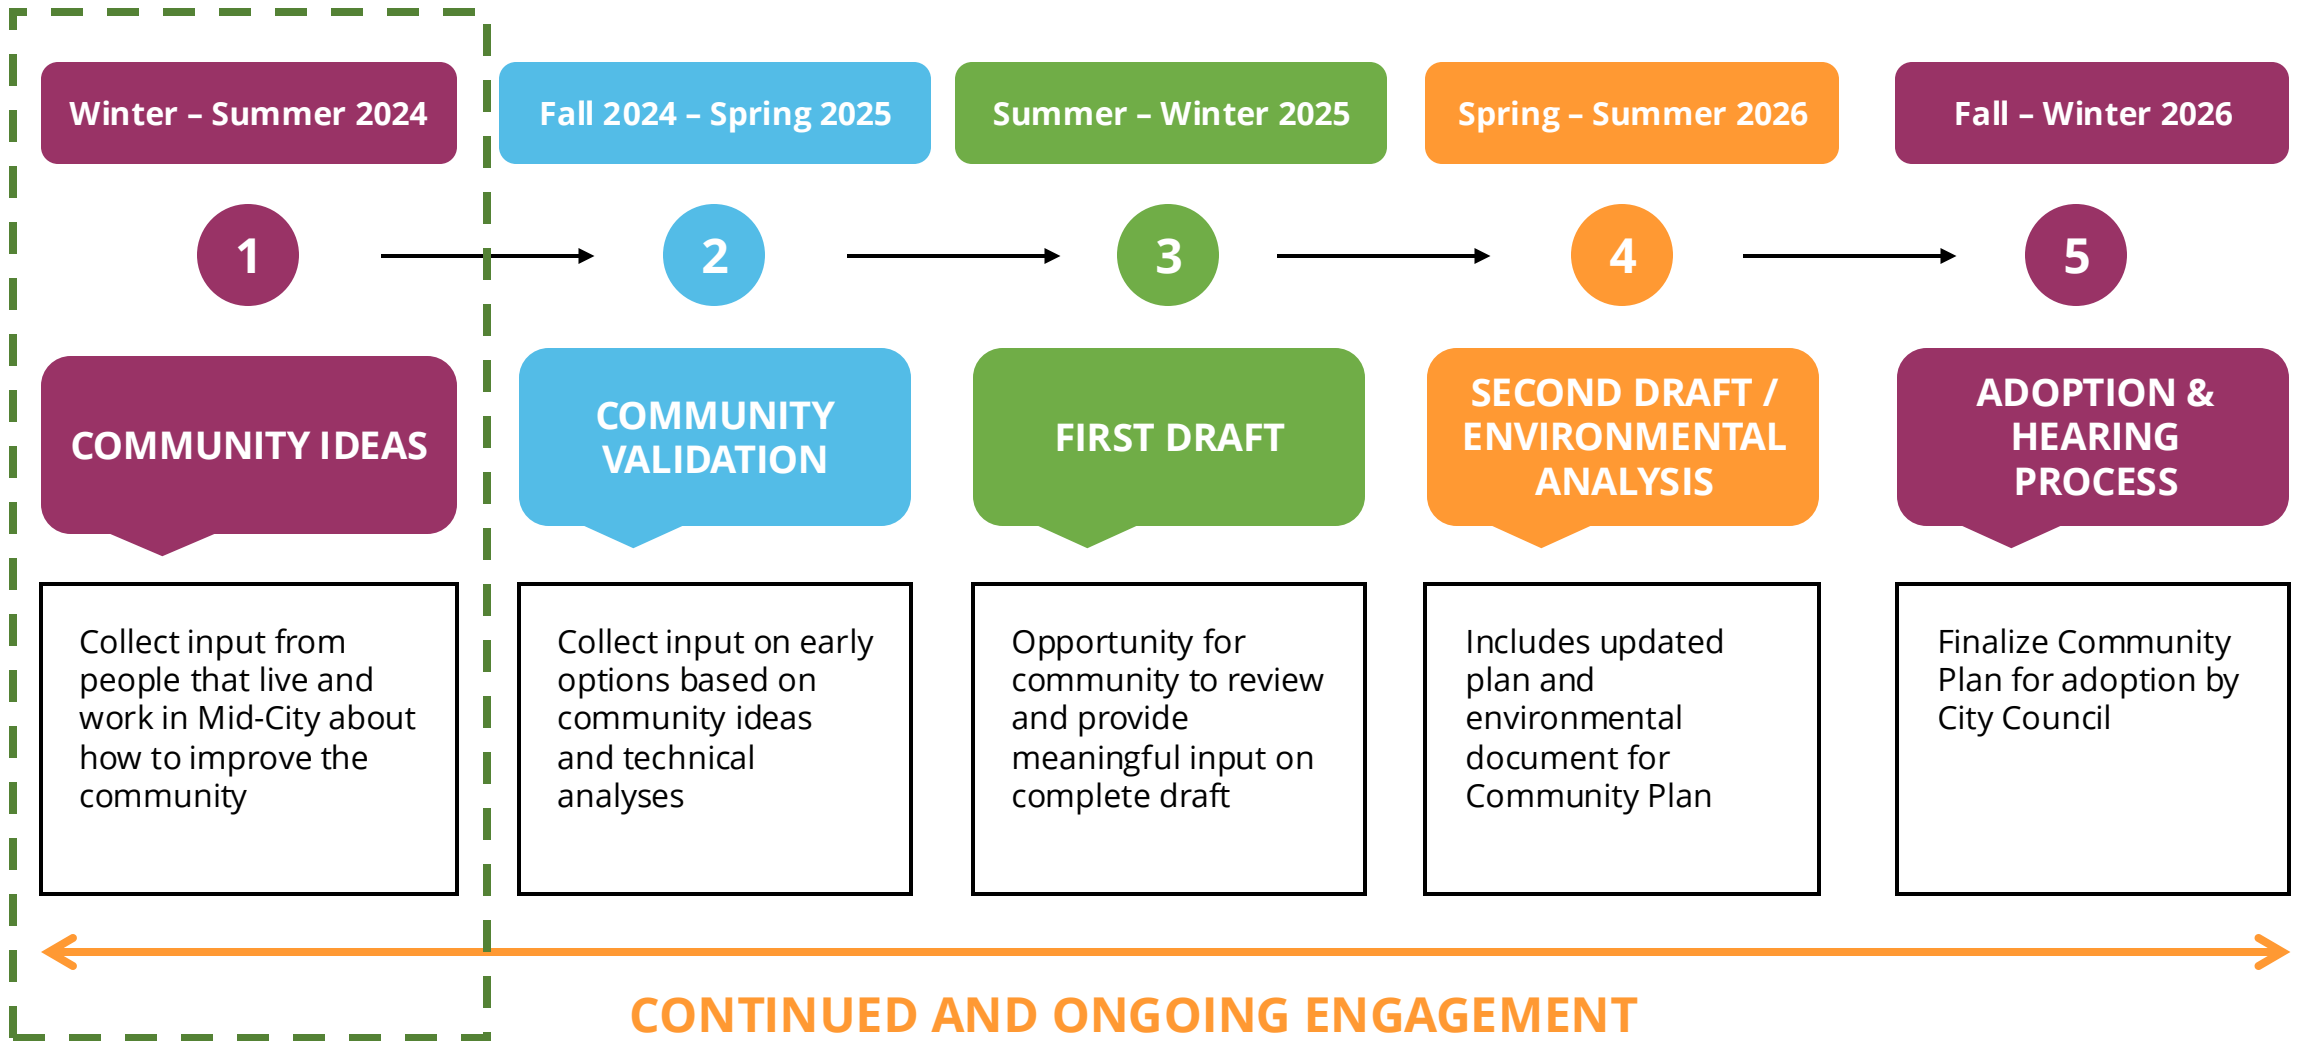 Winter – Summer 2024
Fall 2024 – Spring 2025
Summer – Winter 2025
Spring – Summer 2026
Fall – Winter 2026
1
2
3
4
5
COMMUNITY IDEAS
COMMUNITY
VALIDATION
FIRST DRAFT
SECOND DRAFT /
ENVIRONMENTAL
ANALYSIS
ADOPTION &
HEARING
PROCESS
Collect input from
people that live and
work in Mid-City about
how to improve the
community
Collect input on early
options based on
community ideas
and technical
analyses
Opportunity for
community to review
and provide
meaningful input on
complete draft
Includes updated
plan and
environmental
document for
Community Plan
Finalize Community
Plan for adoption by
City Council
CONTINUED AND ONGOING ENGAGEMENT